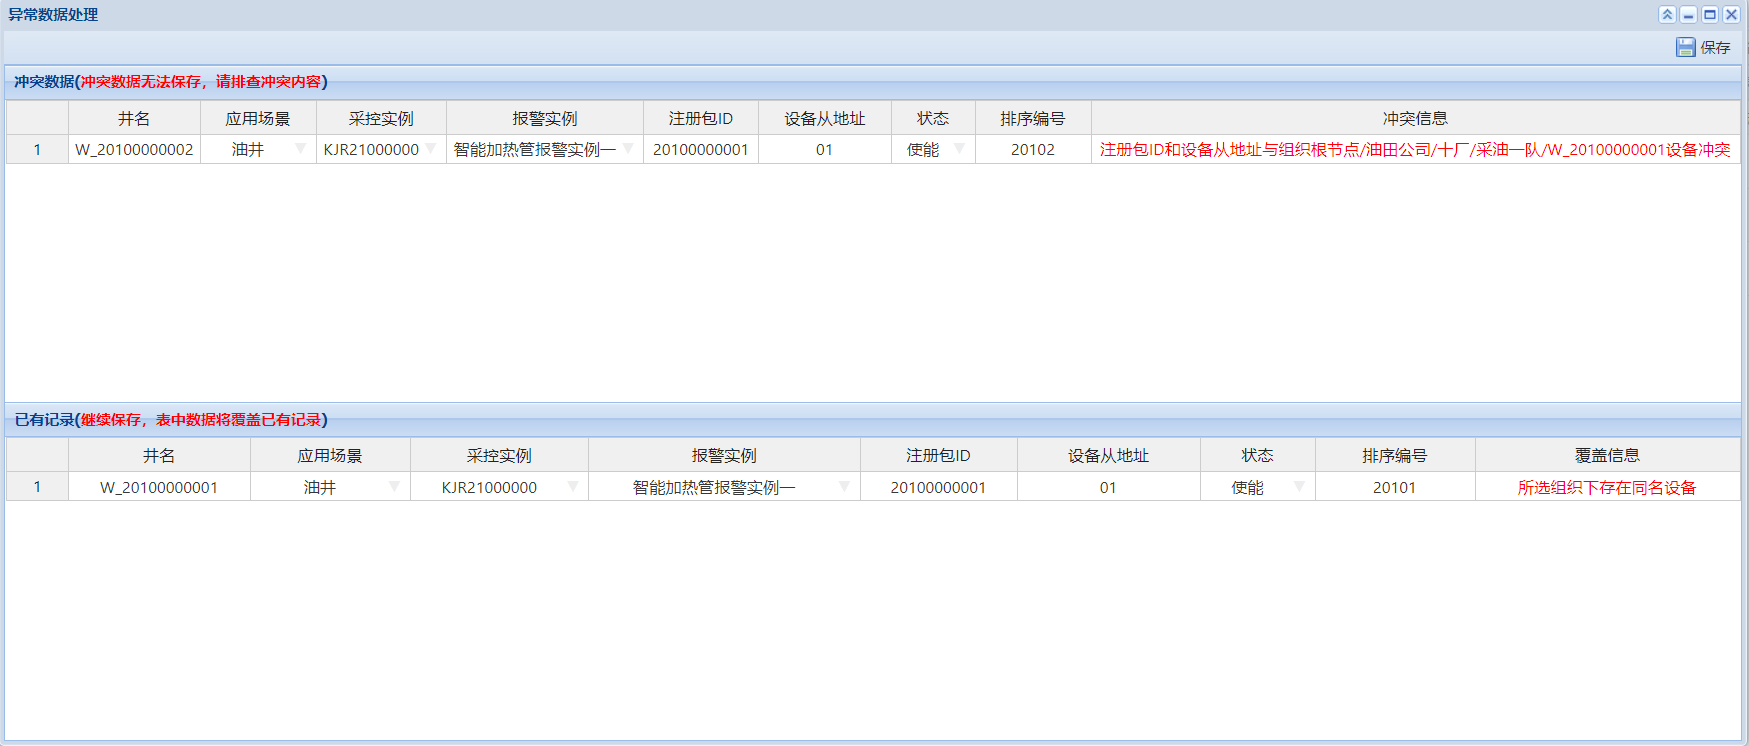 异常数据处理
保存
冲突数据(冲突数据无法保存，请排查冲突内容)
井名 应用场景 采控实例 报警实例 注册包ID 设备从地址 状态 排序编号 冲突信息
1 W_20100000002 油井 KJR21000000 智能加热管报警实例一 20100000001 01 使能 20102 注册包ID和设备从地址与组织根节点/油田公司/十厂/采油一队/W_20100000001设备冲突
已有记录(继续保存，表中数据将覆盖已有记录)
井名 应用场景 采控实例 报警实例 注册包ID 设备从地址 状态 排序编号 覆盖信息
1 W_20100000001 油井 KJR21000000 智能加热管报警实例一 20100000001 01 使能 20101 所选组织下存在同名设备